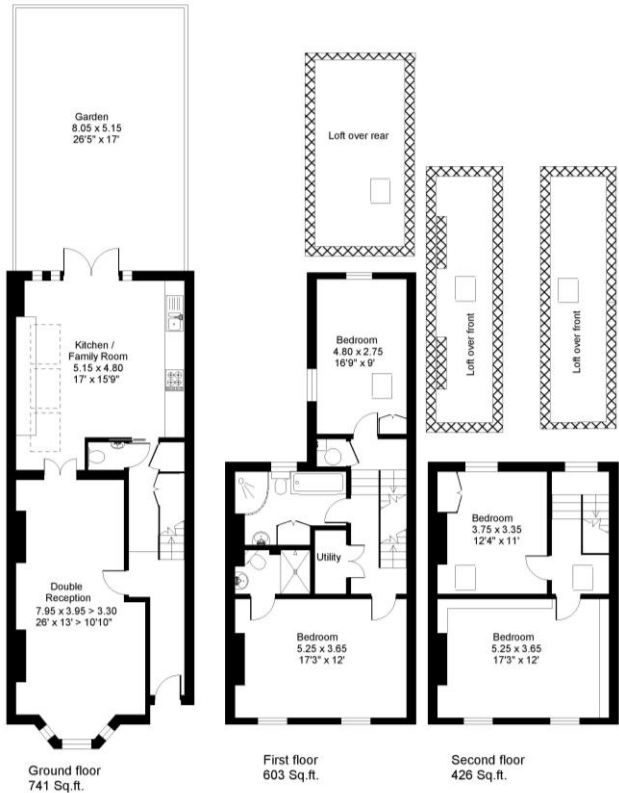 Garden
8.05 x 5.15
26'5" x 17'
Loft over rear
Loft over front
Loft over front
Kitchen /
Family Room
5.15 x 4.80
17' x 15'9"
Bedroom
4.80 x 2.75
16'9" x 9'
Double
Reception
7.95 x 3.95 > 3.30
26' x 13' > 10'10"
Utility
Bedroom
5.25 x 3.65
17'3" x 12'
Bedroom
3.75 x 3.35
12'4" x 11'
Bedroom
5.25 x 3.65
17'3" x 12'
Ground floor
741 Sq.ft.
First floor
603 Sq.ft.
Second floor
426 Sq.ft.